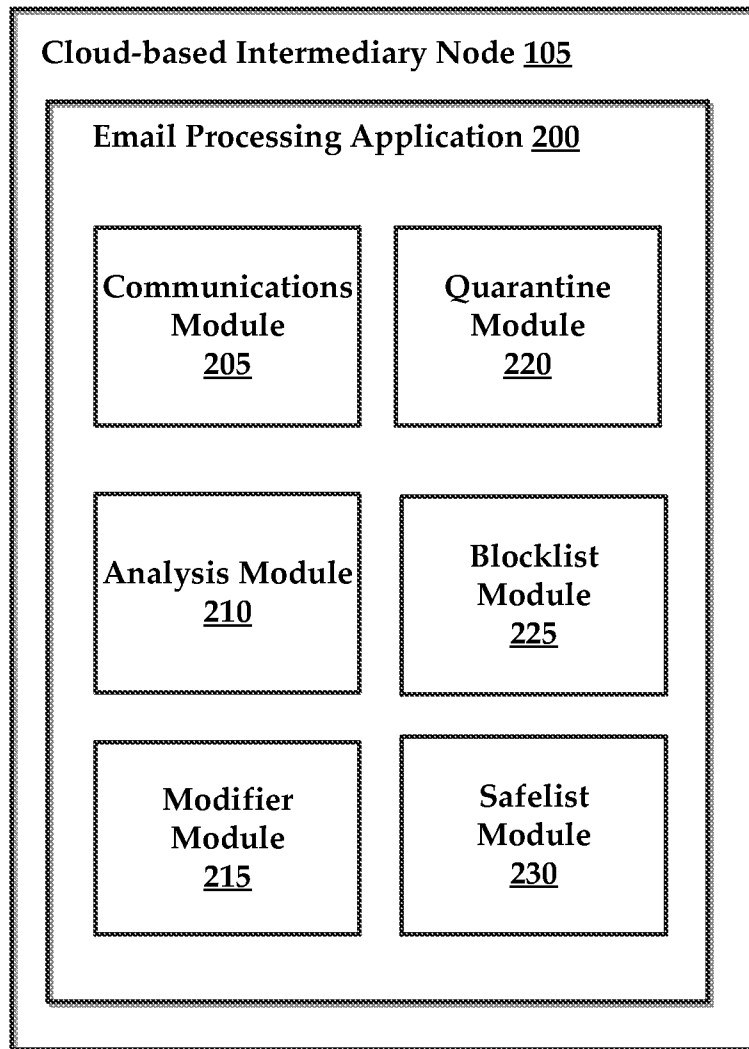 Cloud-based Intermediary Node 105
Email Processing Application 200
Communications
Module
205
Quarantine
Module
220
Analysis Module
210
Blocklist
Module
225
Modifier
Module
215
Safelist
Module
230